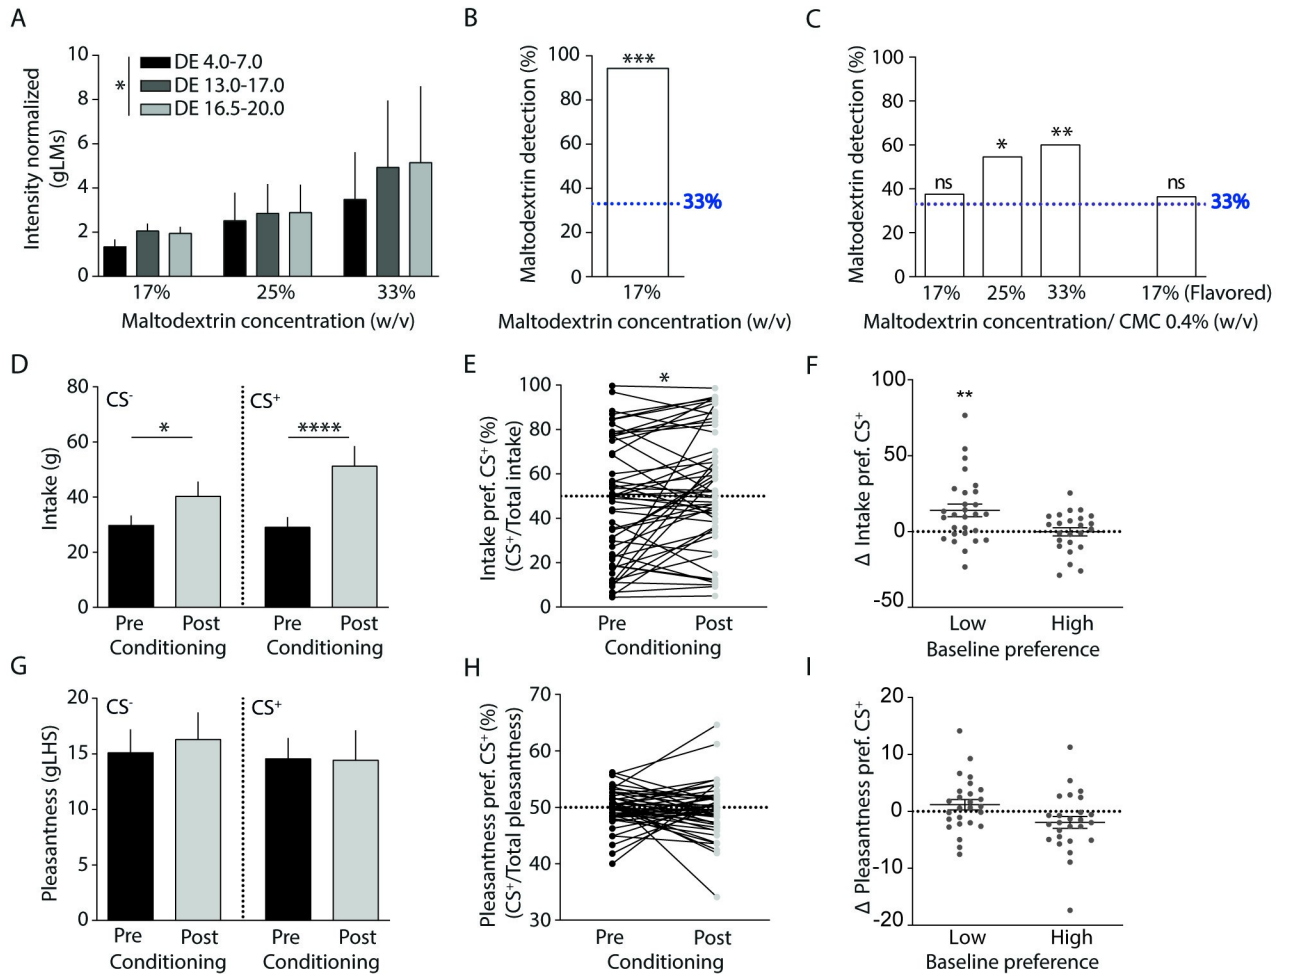 A
Intensity normalized
(gLMs)
10
8
6
4
2
0
*
DE 4.0-7.0
DE 13.0-17.0
DE 16.5-20.0
17%
25%
33%
Maltodextrin concentration (w/v)
B
Maltodextrin detection (%)
100
80
60
40
20
0
***
33%
17%
Maltodextrin concentration (w/v)
C
Maltodextrin detection (%)
100
80
60
40
20
0
ns
*
**
ns
33%
17%
25%
33%
17% (Flavored)
Maltodextrin concentration/ CMC 0.4% (w/v)
D
Intake (g)
80
60
40
20
0
CS⁻
CS⁺
*
****
Pre
Post
Pre
Post
Conditioning
Conditioning
E
Intake pref. CS⁺ (%)
(CS⁺/Total intake)
100
80
60
40
20
0
*
Pre
Post
Conditioning
F
Δ Intake pref. CS⁺
100
50
0
-50
**
Low
High
Baseline preference
G
Pleasantness (gLHS)
20
15
10
5
0
CS⁻
CS⁺
Pre
Post
Pre
Post
Conditioning
Conditioning
H
Pleasantness pref. CS⁺ (%)
(CS⁺/Total pleasantness)
70
60
50
40
30
Pre
Post
Conditioning
I
Δ Pleasantness pref. CS⁺
20
10
0
-10
-20
Low
High
Baseline preference